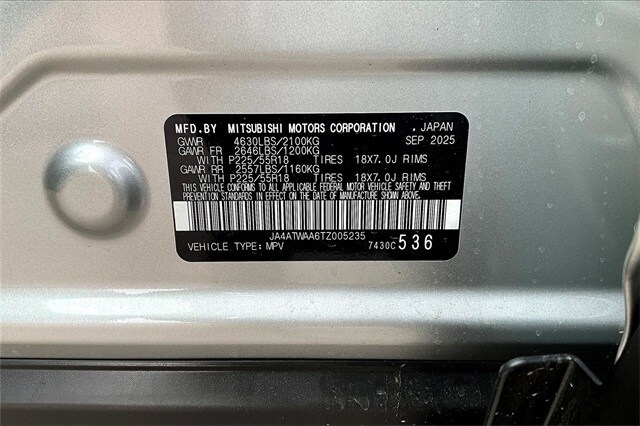 MFD.BY MITSUBISHI MOTORS CORPORATION , JAPAN
GVWR 4630LBS/2100KG SEP 2025
GAWR FR 2646LBS/1200KG
WITH P225/55R18 TIRES 18X7.0J RIMS
GAWR RR 2557LBS/1160KG
WITH P225/55R18 TIRES 18X7.0J RIMS
THIS VEHICLE CONFORMS TO ALL APPLICABLE FEDERAL MOTOR VEHICLE SAFETY AND THEFT
PREVENTION STANDARDS IN EFFECT ON THE DATE OF MANUFACTURE SHOWN ABOVE.
JA4ATWAA6TZ005235
VEHICLE TYPE: MPV 7430C 536